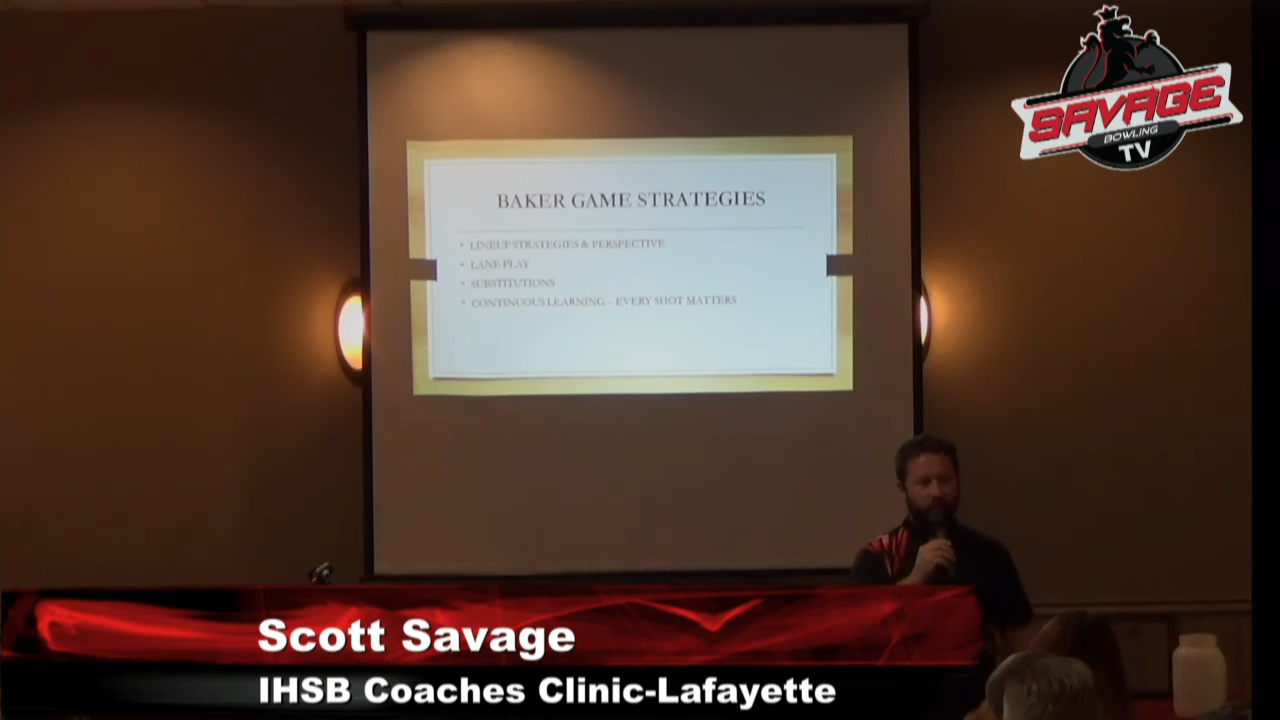 SAVAGE
BOWLING
TV
BAKER GAME STRATEGIES
• LINEUP STRATEGIES & PERSPECTIVE
• LANE PLAY
• SUBSTITUTIONS
• CONTINUOUS LEARNING – EVERY SHOT MATTERS
Scott Savage
IHSB Coaches Clinic-Lafayette